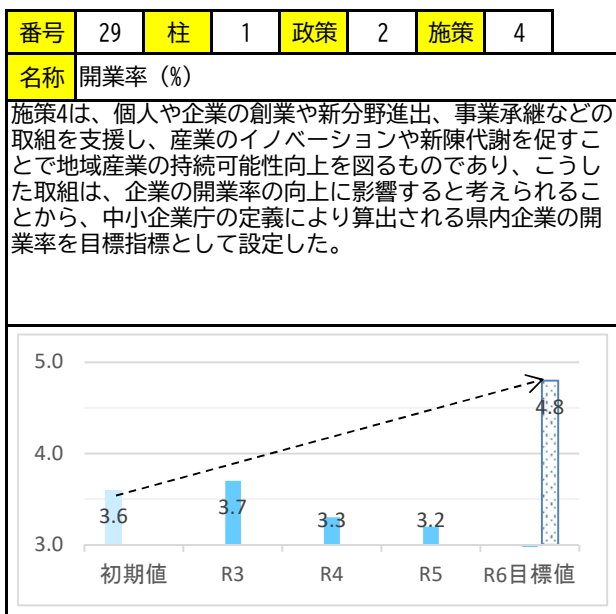 番号 29 柱 1 政策 2 施策 4
名称 開業率（%）
施策4は、個人や企業の創業や新分野進出、事業承継などの
取組を支援し、産業のイノベーションや新陳代謝を促すこ
とで地域産業の持続可能性向上を図るものであり、こうし
た取組は、企業の開業率の向上に影響すると考えられるこ
とから、中小企業庁の定義により算出される県内企業の開
業率を目標指標として設定した。
5.0
4.8
4.0
3.6 3.7 3.3 3.2
3.0
初期値 R3 R4 R5 R6目標値